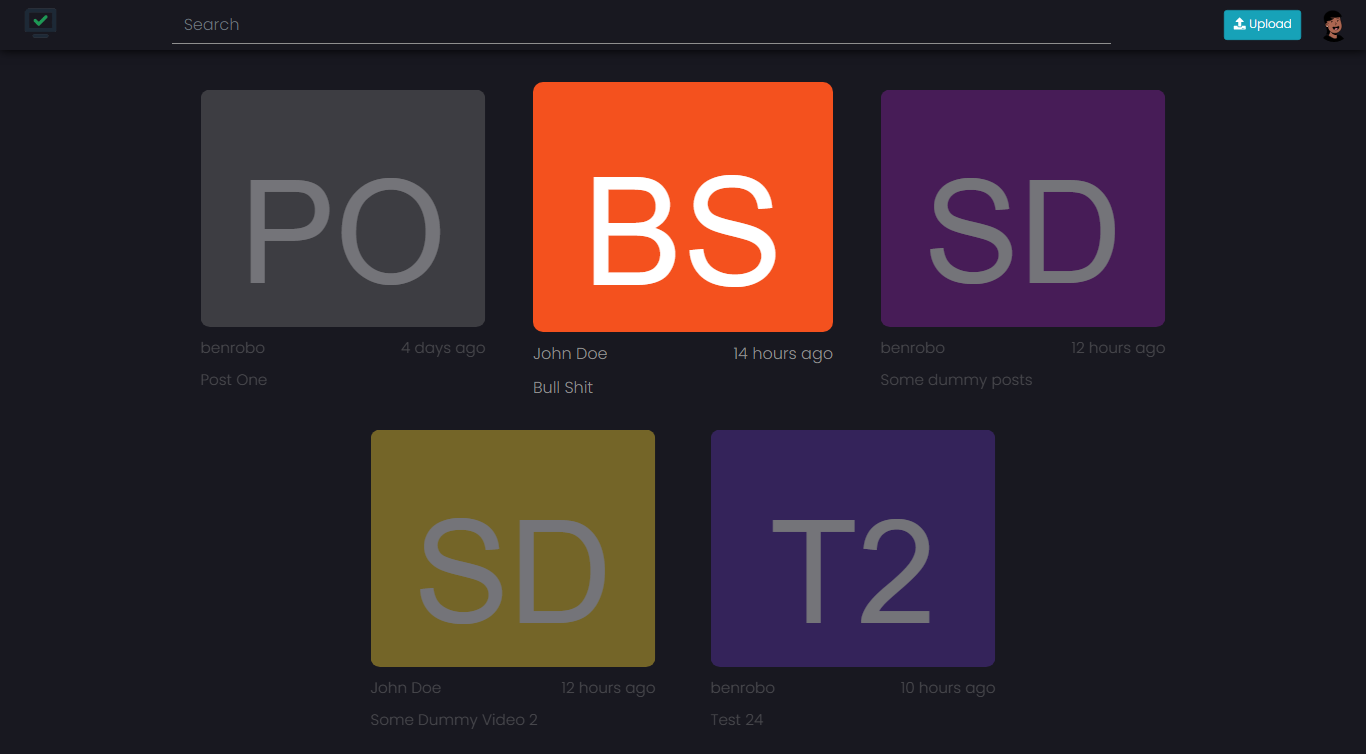 Search
Upload
PO
BS
SD
benrobo 4 days ago
John Doe 14 hours ago
benrobo 12 hours ago
Post One
Bull Shit
Some dummy posts
SD
T2
John Doe 12 hours ago
benrobo 10 hours ago
Some Dummy Video 2
Test 24